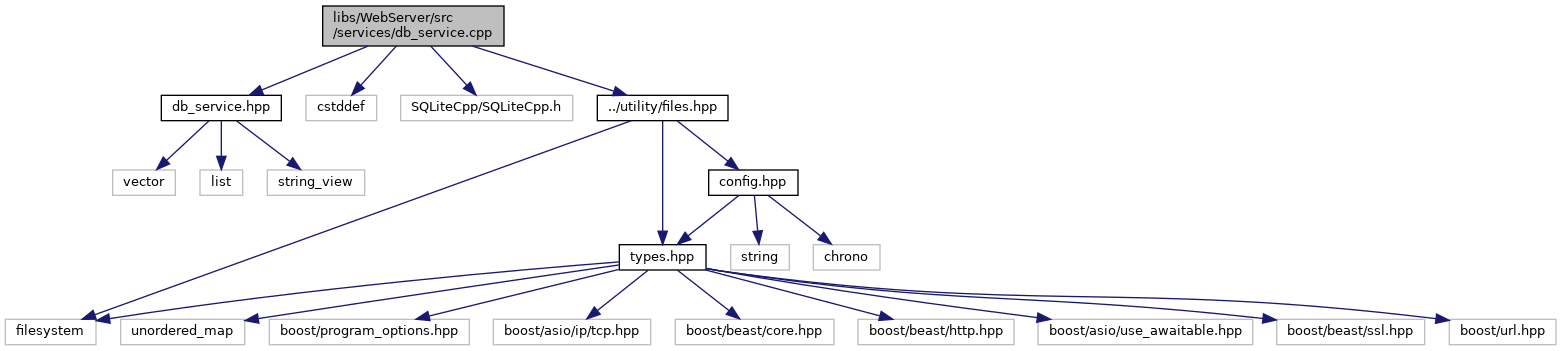 libs/WebServer/src
/services/db_service.cpp
db_service.hpp
cstddef
SQLiteCpp/SQLiteCpp.h
../utility/files.hpp
vector
list
string_view
config.hpp
types.hpp
string
chrono
filesystem
unordered_map
boost/program_options.hpp
boost/asio/ip/tcp.hpp
boost/beast/core.hpp
boost/beast/http.hpp
boost/asio/use_awaitable.hpp
boost/beast/ssl.hpp
boost/url.hpp